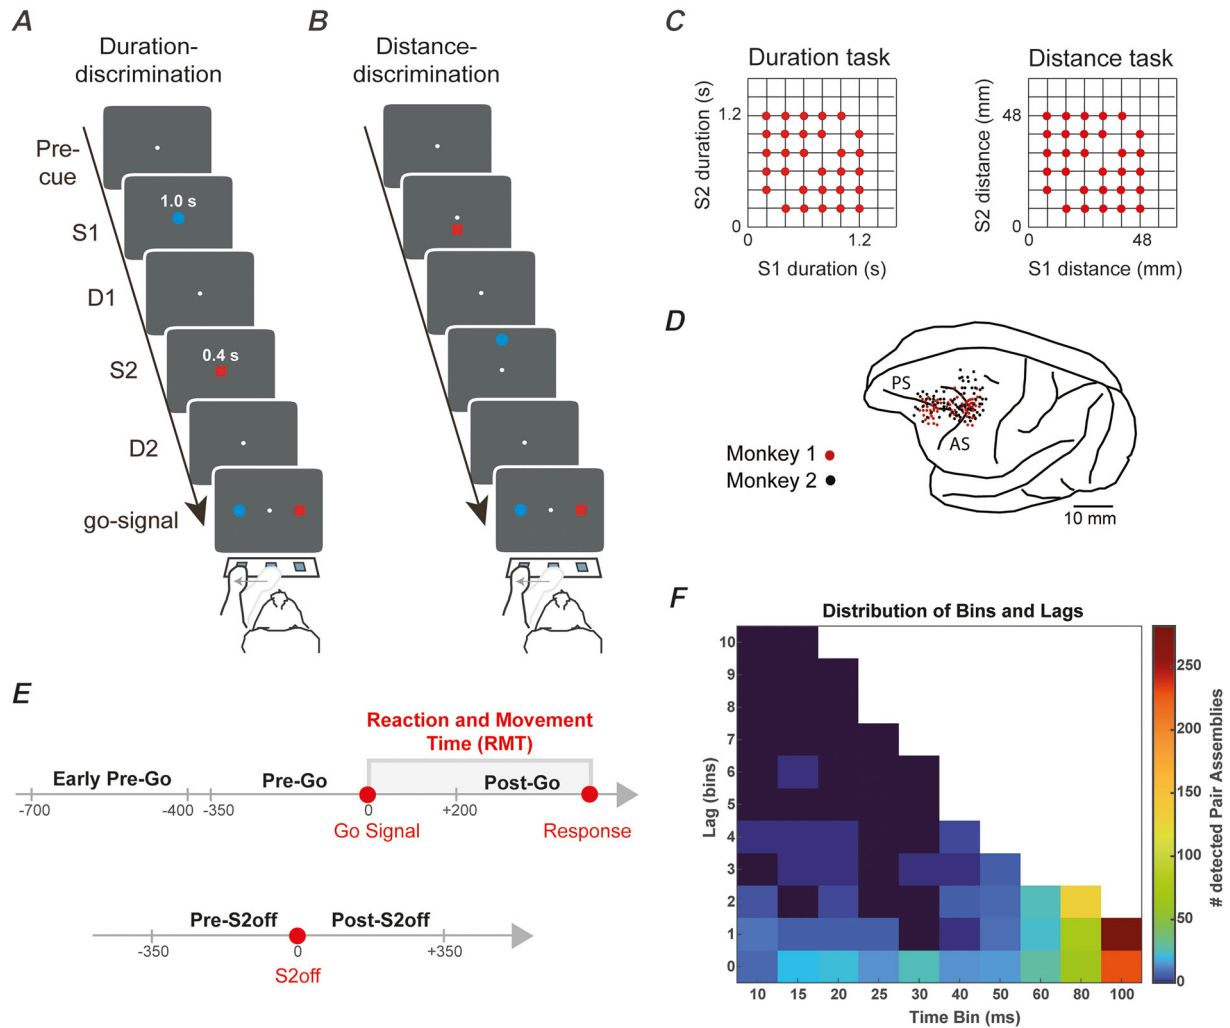 A
Duration-
discrimination
Pre-
cue
1.0 s
S1
D1
0.4 s
S2
D2
go-signal
B
Distance-
discrimination
C
Duration task
S2 duration (s)
1.2
0
0
1.2
S1 duration (s)
Distance task
S2 distance (mm)
48
0
0
48
S1 distance (mm)
D
PS
AS
Monkey 1
Monkey 2
10 mm
E
Reaction and Movement
Time (RMT)
Early Pre-Go
Pre-Go
Post-Go
-700
-400
-350
0
+200
Go Signal
Response
Pre-S2off
Post-S2off
-350
0
+350
S2off
F
Distribution of Bins and Lags
Lag (bins)
10
9
8
7
6
5
4
3
2
1
0
10
15
20
25
30
40
50
60
80
100
Time Bin (ms)
250
200
150
100
50
0
# detected Pair Assemblies